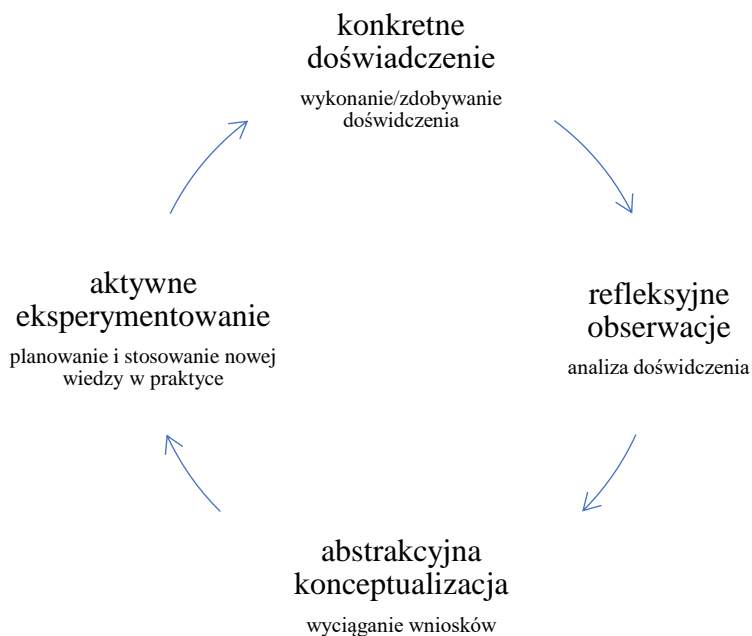 konkretne
doświadczenie
wykonanie/zdobywanie
doświdczenia
refleksyjne
obserwacje
analiza doświdczenia
abstrakcyjna
konceptualizacja
wyciąganie wniosków
aktywne
eksperymentowanie
planowanie i stosowanie nowej
wiedzy w praktyce